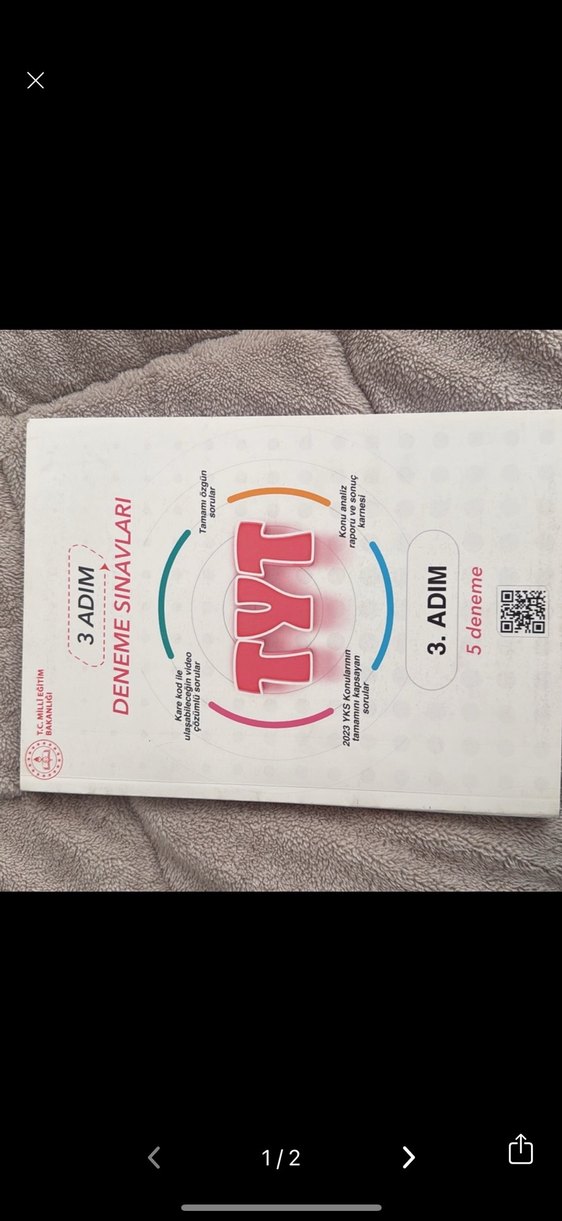 T.C. MİLLİ EĞİTİM
BAKANLIĞI
3 ADIM
DENEME SINAVLARI
Kare kod ile
ulaşabileceğin video
çözümlü sorular
Tamamı özgün
sorular
TYT
2023 YKS Konularının
tamamını kapsayan
sorular
Konu analiz
raporu ve sonuç
karnesi
3. ADIM
5 deneme
1 / 2